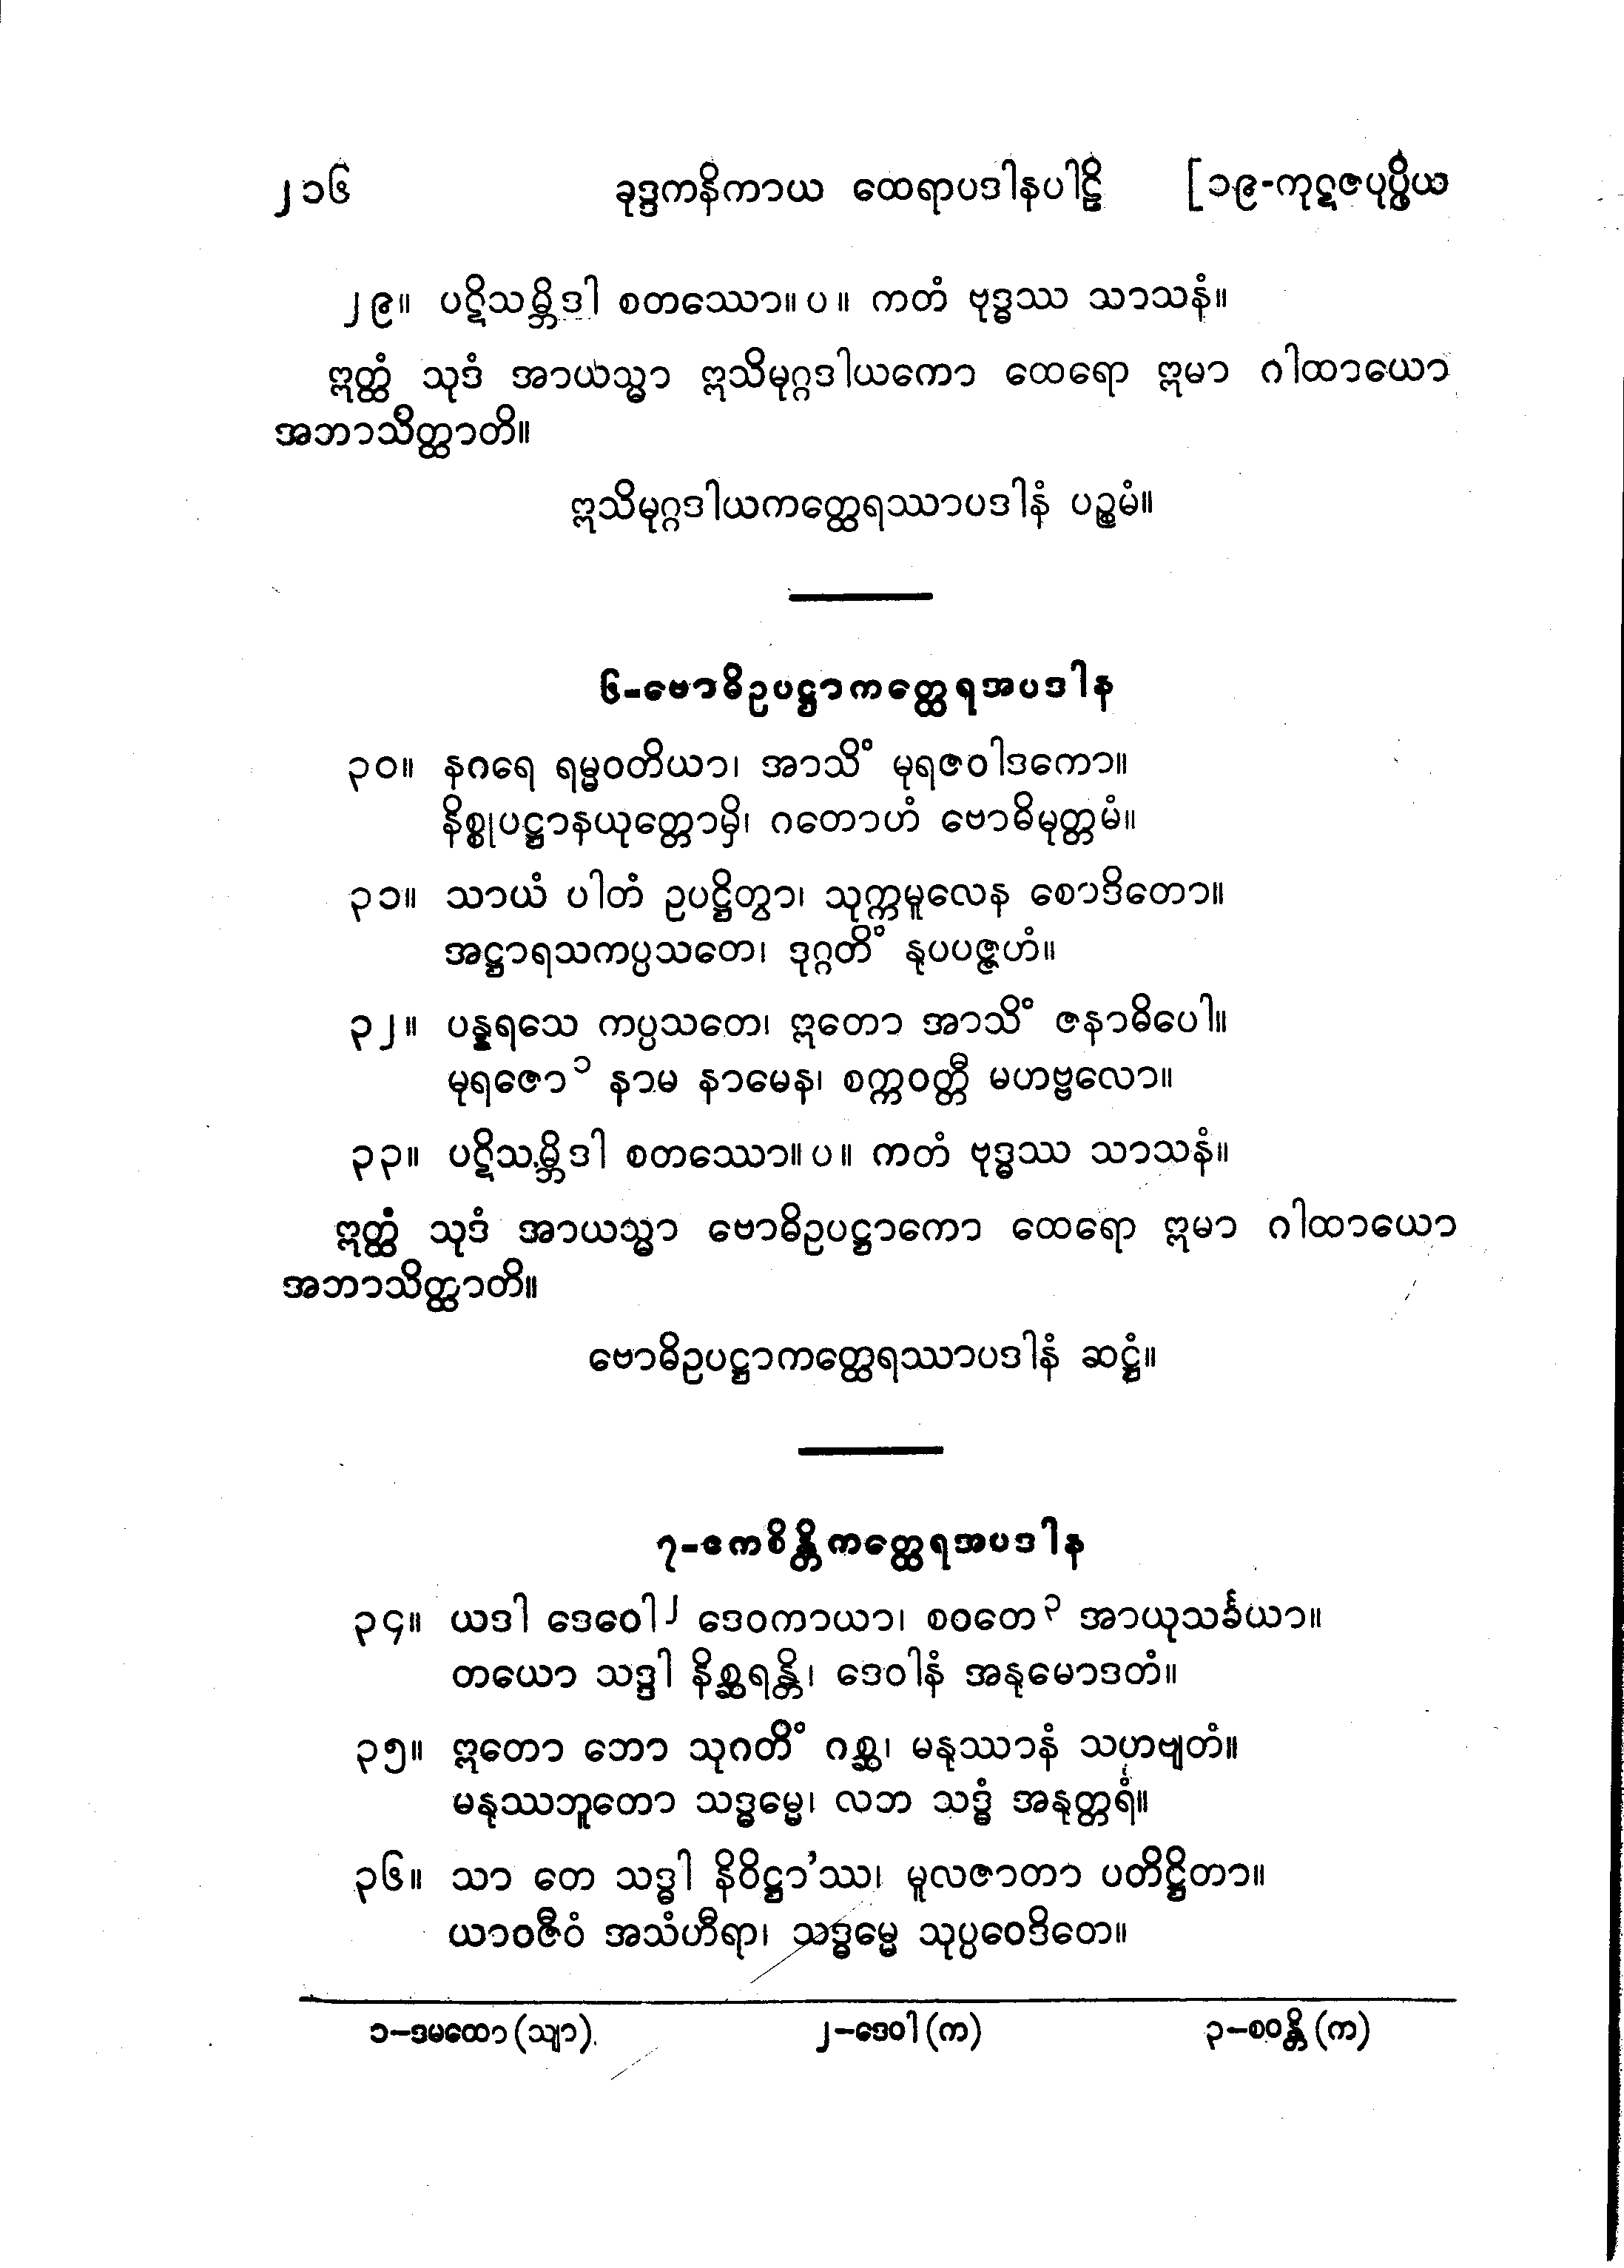 ၂၁၆ ခုဒ္ဒကနိကာယ ထေရာပဒါနပါဠိ [၁၉-ကုဋဇပုပ္ဖိယ
၂၉။ ပဋိသမ္ဘိဒါ စတဿော။ ပ ။ ကတံ ဗုဒ္ဓဿ သာသနံ။
ဣတ္ထံ သုဒံ အာယသ္မာ ဣသိမုဂ္ဂဒါယကော ထေရော ဣမာ ဂါထာယော
အဘာသိတ္ထာတိ။
ဣသိမုဂ္ဂဒါယကတ္ထေရဿာပဒါနံ ပဉ္စမံ။
၆-ဗောဓိဥပဋ္ဌာကတ္ထေရအပဒါန
၃၀။ နဂရေ ရမ္မဝတိယာ၊ အာသိံ မုရဇဝါဒကော။
နိစ္စုပဋ္ဌာနယုတ္တောမှိ၊ ဂတောဟံ ဗောဓိမုတ္တမံ။
၃၁။ သာယံ ပါတံ ဥပဋ္ဌိတွာ၊ သုက္ကမူလေန စောဒိတော။
အဋ္ဌာရသကပ္ပသတေ၊ ဒုဂ္ဂတိံ နုပပဇ္ဇဟံ။
၃၂။ ပန္နရသေ ကပ္ပသတေ၊ ဣတော အာသိံ ဇနာဓိပေါ။
မုရဇော၁ နာမ နာမေန၊ စက္ကဝတ္တီ မဟဗ္ဗလော။
၃၃။ ပဋိသမ္ဘိဒါ စတဿော။ ပ ။ ကတံ ဗုဒ္ဓဿ သာသနံ။
ဣတ္ထံ သုဒံ အာယသ္မာ ဗောဓိဥပဋ္ဌာကော ထေရော ဣမာ ဂါထာယော
အဘာသိတ္ထာတိ။
ဗောဓိဥပဋ္ဌာကတ္ထေရဿာပဒါနံ ဆဋ္ဌံ။
၇-ဧကစိန္တိကတ္ထေရအပဒါန
၃၄။ ယဒါ ဒေဝေါ၂ ဒေဝကာယာ၊ စဝတေ၃ အာယုသင်္ခယာ။
တယော သဒ္ဒါ နိစ္ဆရန္တိ၊ ဒေဝါနံ အနုမောဒတံ။
၃၅။ ဣတော ဘော သုဂတိံ ဂစ္ဆ၊ မနုဿာနံ သဟဗျတံ။
မနုဿဘူတော သဒ္ဓမ္မေ၊ လဘ သဒ္ဓံ အနုတ္တရံ။
၃၆။ သာ တေ သဒ္ဓါ နိဝိဋ္ဌာ'ဿ၊ မူလဇာတာ ပတိဋ္ဌိတာ။
ယာဝဇီဝံ အသံဟီရာ၊ သဒ္ဓမ္မေ သုပ္ပဝေဒိတေ။
၁–ဒမထော (သျာ). ၂–ဒေဝါ (က) ၃–စဝန္တိ (က)